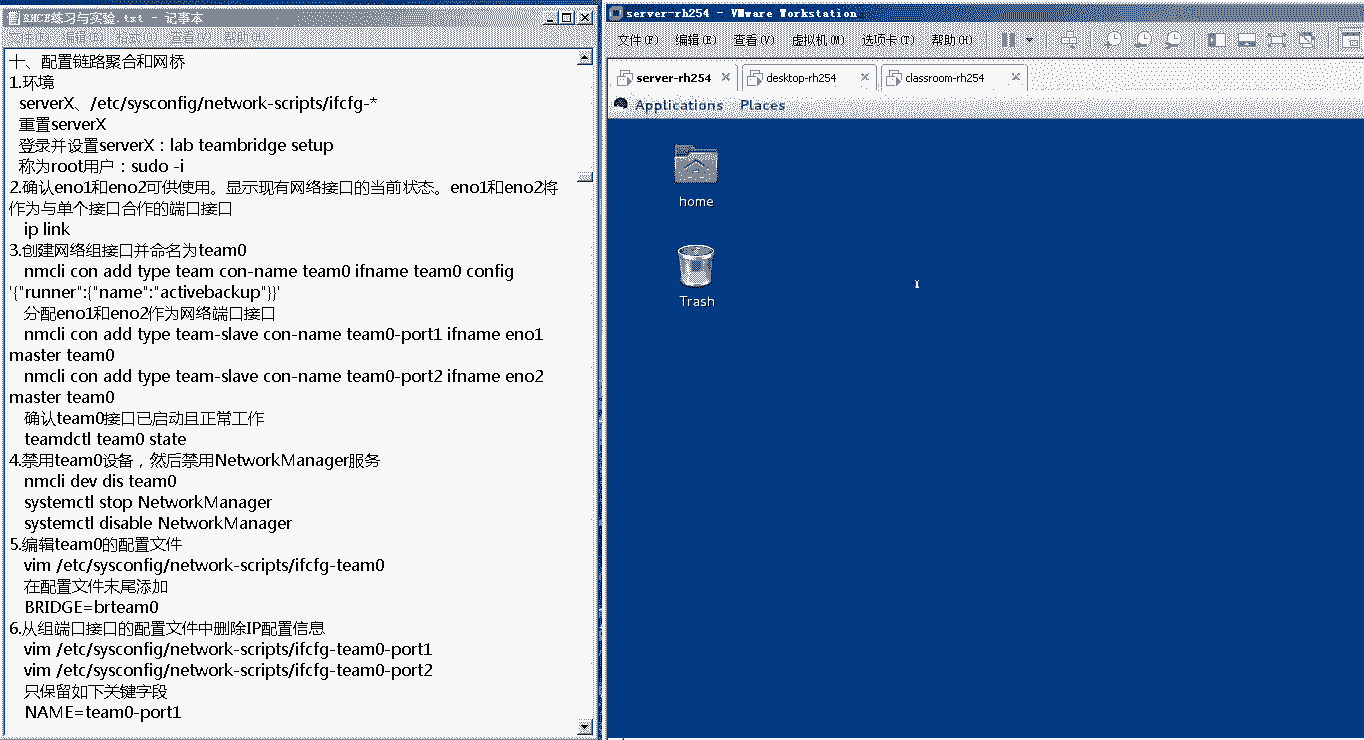 RHCE练习与实验.txt - 记事本
文件(F) 编辑(E) 格式(O) 查看(V) 帮助(H)
十、配置链路聚合和网桥
1.环境
serverX、/etc/sysconfig/network-scripts/ifcfg-*
重置serverX
登录并设置serverX：lab teambridge setup
称为root用户：sudo -i
2.确认eno1和eno2可供使用。显示现有网络接口的当前状态。eno1和eno2将
作为与单个接口合作的端口接口
ip link
3.创建网络组接口并命名为team0
nmcli con add type team con-name team0 ifname team0 config
'{"runner":{"name":"activebackup"}}'
分配eno1和eno2作为网络端口接口
nmcli con add type team-slave con-name team0-port1 ifname eno1
master team0
nmcli con add type team-slave con-name team0-port2 ifname eno2
master team0
确认team0接口已启动且正常工作
teamdctl team0 state
4.禁用team0设备，然后禁用NetworkManager服务
nmcli dev dis team0
systemctl stop NetworkManager
systemctl disable NetworkManager
5.编辑team0的配置文件
vim /etc/sysconfig/network-scripts/ifcfg-team0
在配置文件末尾添加
BRIDGE=brteam0
6.从组端口接口的配置文件中删除IP配置信息
vim /etc/sysconfig/network-scripts/ifcfg-team0-port1
vim /etc/sysconfig/network-scripts/ifcfg-team0-port2
只保留如下关键字段
NAME=team0-port1
server-rh254 - VMware Workstation
文件(F) 编辑(E) 查看(V) 虚拟机(M) 选项卡(T) 帮助(H)
server-rh254 desktop-rh254 classroom-rh254
Applications Places
home
Trash